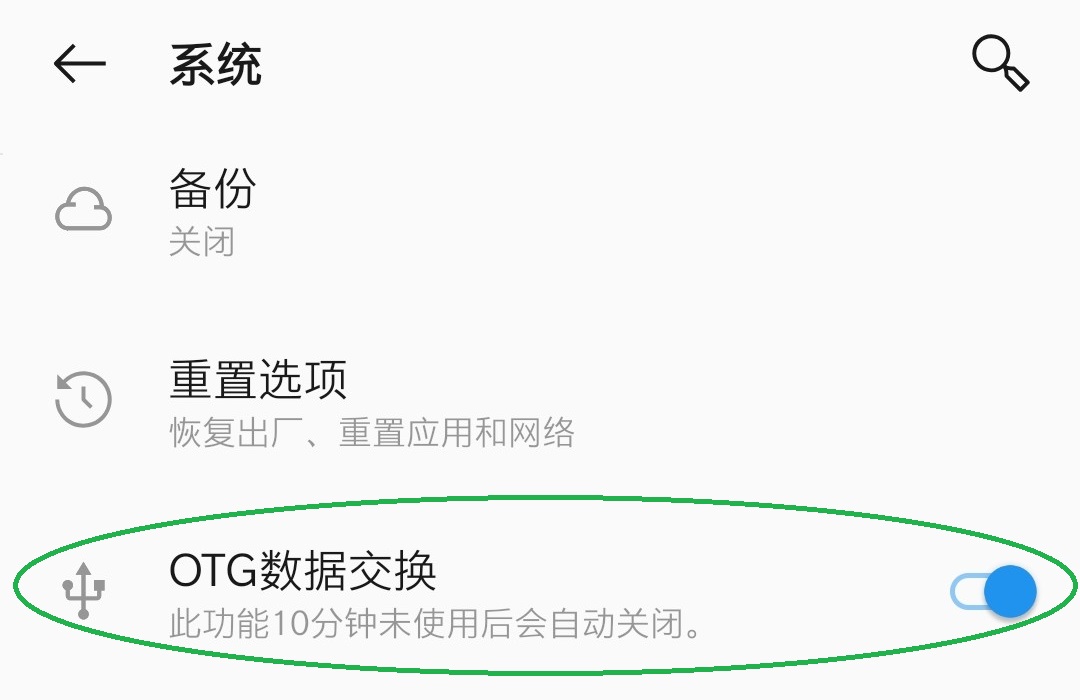 系统
备份
关闭
重置选项
恢复出厂、重置应用和网络
OTG数据交换
此功能10分钟未使用后会自动关闭。